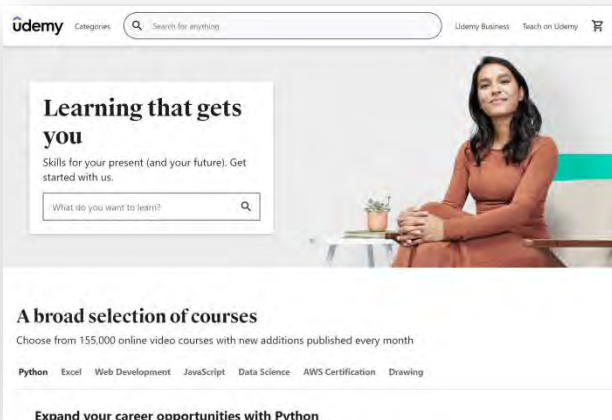 ûdemy Categories Search for anything Udemy Business Teach on Udemy
Learning that gets
you
Skills for your present (and your future). Get
started with us.
What do you want to learn?
A broad selection of courses
Choose from 155,000 online video courses with new additions published every month
Python Excel Web Development JavaScript Data Science AWS Certification Drawing
Expand your career opportunities with Python